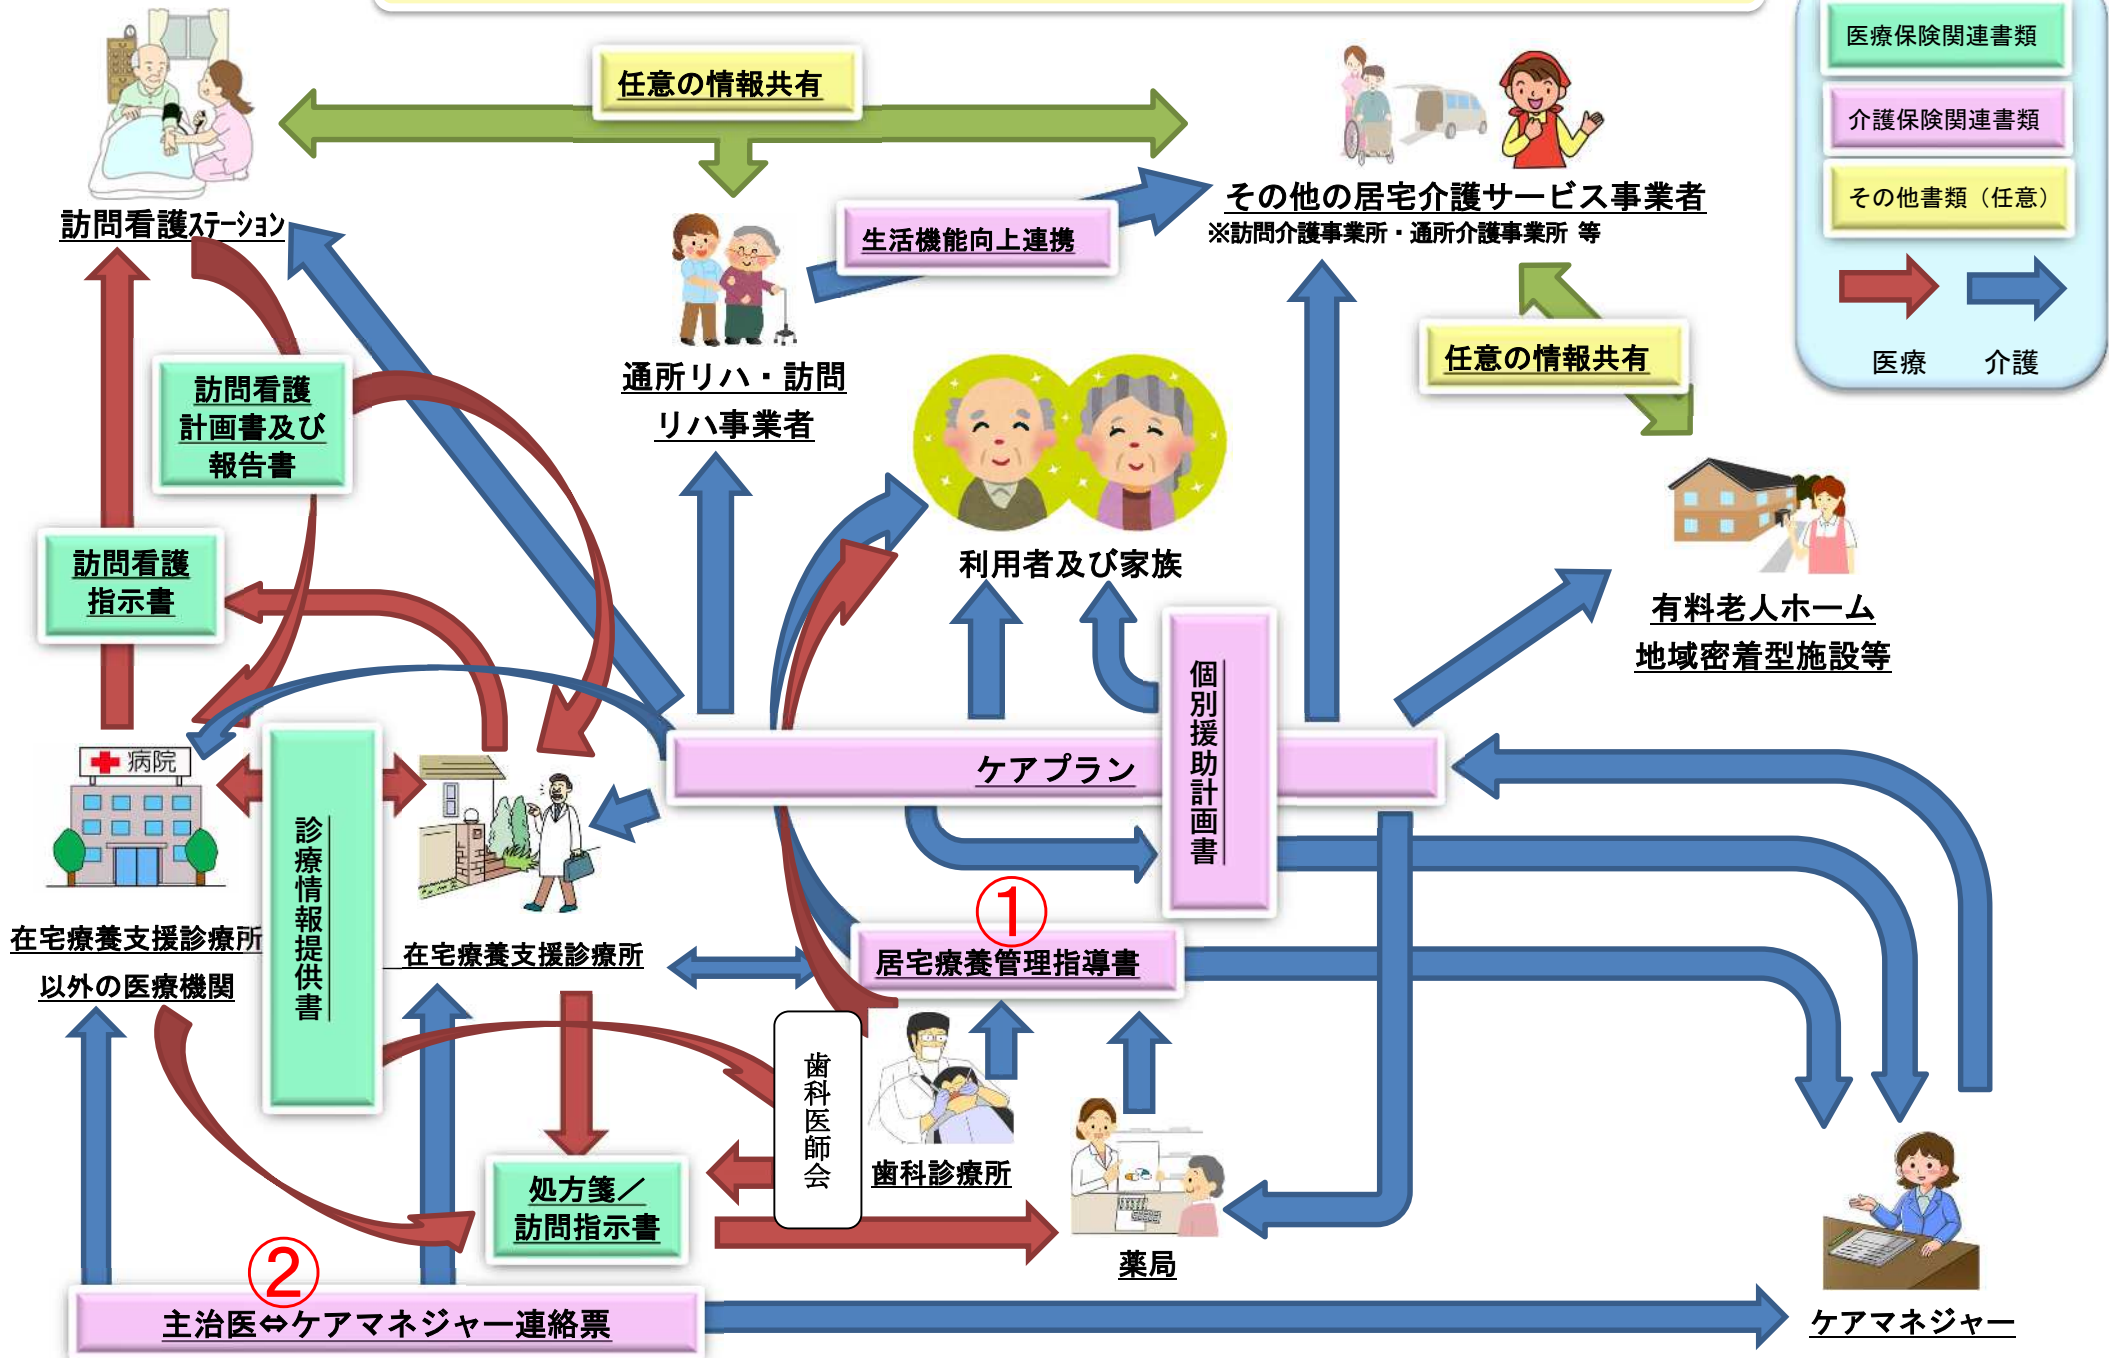 医療保険関連書類
介護保険関連書類
その他書類（任意）
医療
介護
任意の情報共有
訪問看護ステーション
その他の居宅介護サービス事業者
※訪問介護事業所・通所介護事業所 等
生活機能向上連携
任意の情報共有
訪問看護
計画書及び
報告書
通所リハ・訪問
リハ事業者
利用者及び家族
訪問看護
指示書
有料老人ホーム
地域密着型施設等
個別援助計画書
ケアプラン
病院
診療情報提供書
在宅療養支援診療所
以外の医療機関
在宅療養支援診療所
①
居宅療養管理指導書
歯科医師会
歯科診療所
処方箋／
訪問指示書
薬局
②
主治医⇔ケアマネジャー連絡票
ケアマネジャー